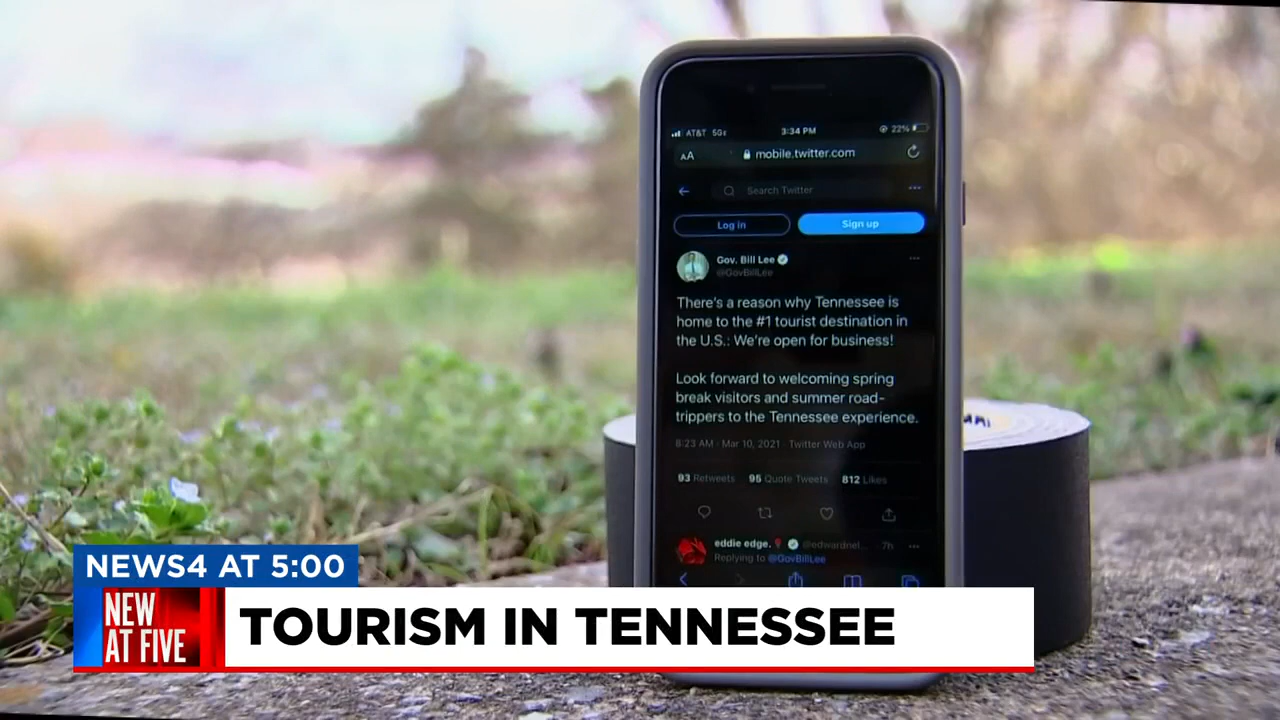 AT&T 5GE
3:34 PM
22%
AA
mobile.twitter.com
Search Twitter
Log in
Sign up
Gov. Bill Lee
@GovBillLee
There's a reason why Tennessee is
home to the #1 tourist destination in
the U.S.: We're open for business!
Look forward to welcoming spring
break visitors and summer road-
trippers to the Tennessee experience.
8:23 AM · Mar 10, 2021 · Twitter Web App
93 Retweets 95 Quote Tweets 812 Likes
eddie edge. @edwardnel... 7h
Replying to @GovBillLee
NEWS4 AT 5:00
NEW
AT FIVE
TOURISM IN TENNESSEE